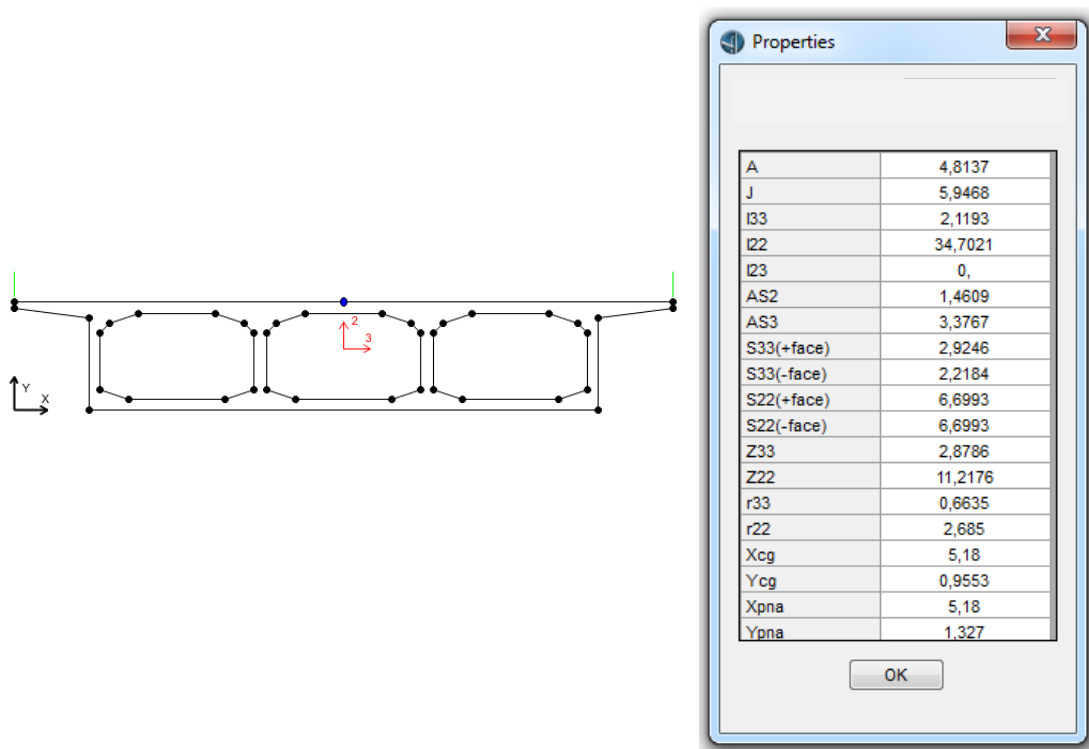 2
3
Y
X
Properties
A 4,8137
J 5,9468
I33 2,1193
I22 34,7021
I23 0,
AS2 1,4609
AS3 3,3767
S33(+face) 2,9246
S33(-face) 2,2184
S22(+face) 6,6993
S22(-face) 6,6993
Z33 2,8786
Z22 11,2176
r33 0,6635
r22 2,685
Xcg 5,18
Ycg 0,9553
Xpna 5,18
Ypna 1,327
OK